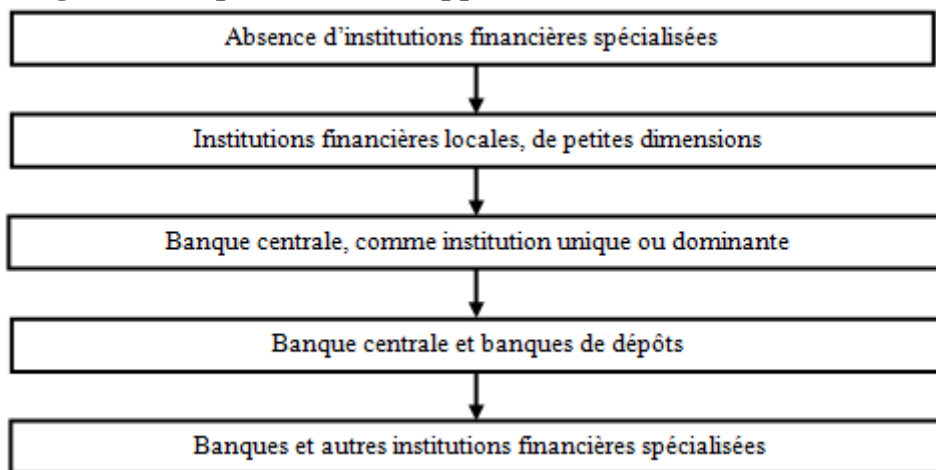 Absence d’institutions financières spécialisées
Institutions financières locales, de petites dimensions
Banque centrale, comme institution unique ou dominante
Banque centrale et banques de dépôts
Banques et autres institutions financières spécialisées